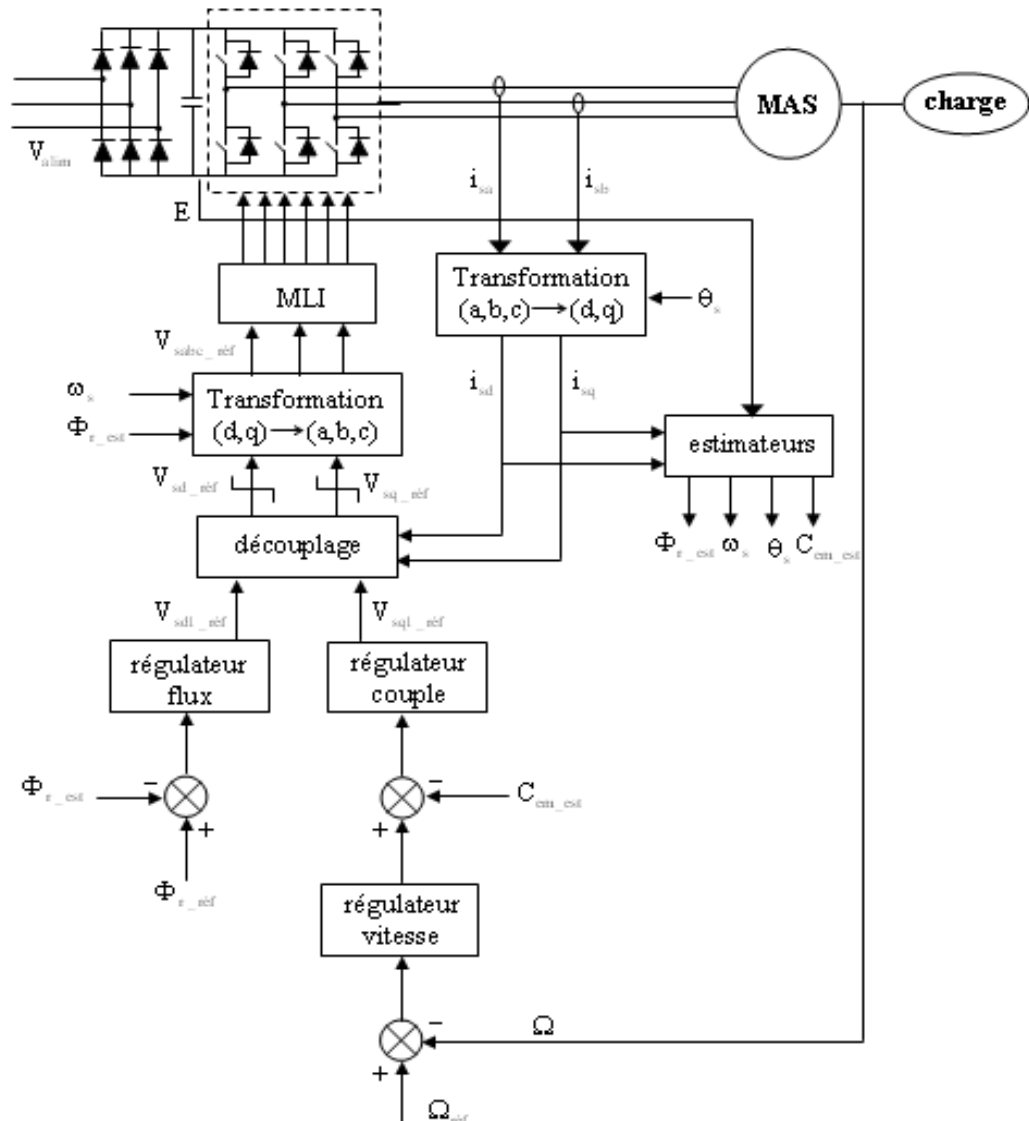 MAS
charge
V_alim
i_sa
i_sb
E
Transformation
(a,b,c)→(d,q)
θ_s
MLI
V_sabc_réf
i_sd
i_sq
ω_s
Φ_r_est
Transformation
(d,q)→(a,b,c)
estimateurs
V_sd_réf
V_sq_réf
Φ_r_est ω_s θ_s C_em_est
découplage
V_sd1_réf
V_sq1_réf
régulateur
flux
régulateur
couple
Φ_r_est
−
+
−
+
C_em_est
Φ_r_réf
régulateur
vitesse
−
+
Ω
Ω_réf